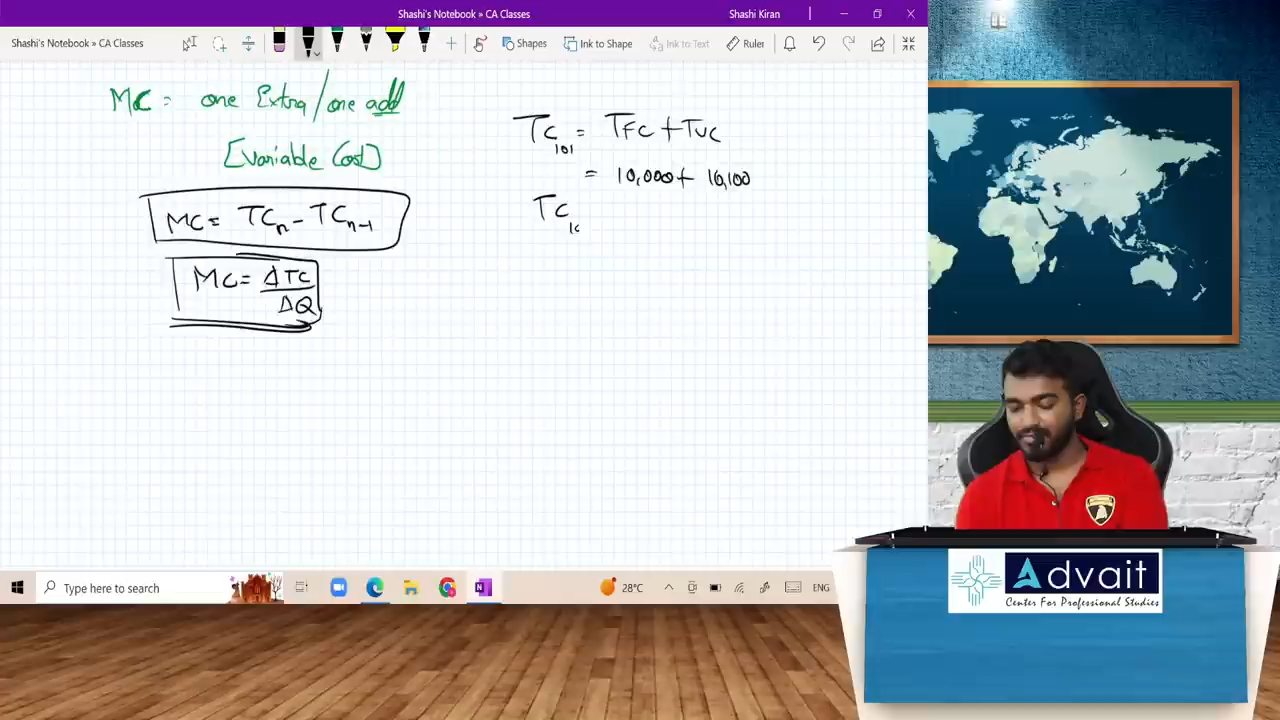 Shashi's Notebook » CA Classes
Shashi Kiran
Shashi's Notebook » CA Classes
Shapes
Ink to Shape
Ink to Text
Ruler
MC = one Extra/one add
[Variable Cost]
MC = TCn - TCn-1
MC = ΔTC
ΔQ
TC101 = TFC + TVC
= 10,000 + 10,100
TC10
Type here to search
28°C
ENG
Advait
Center For Professional Studies